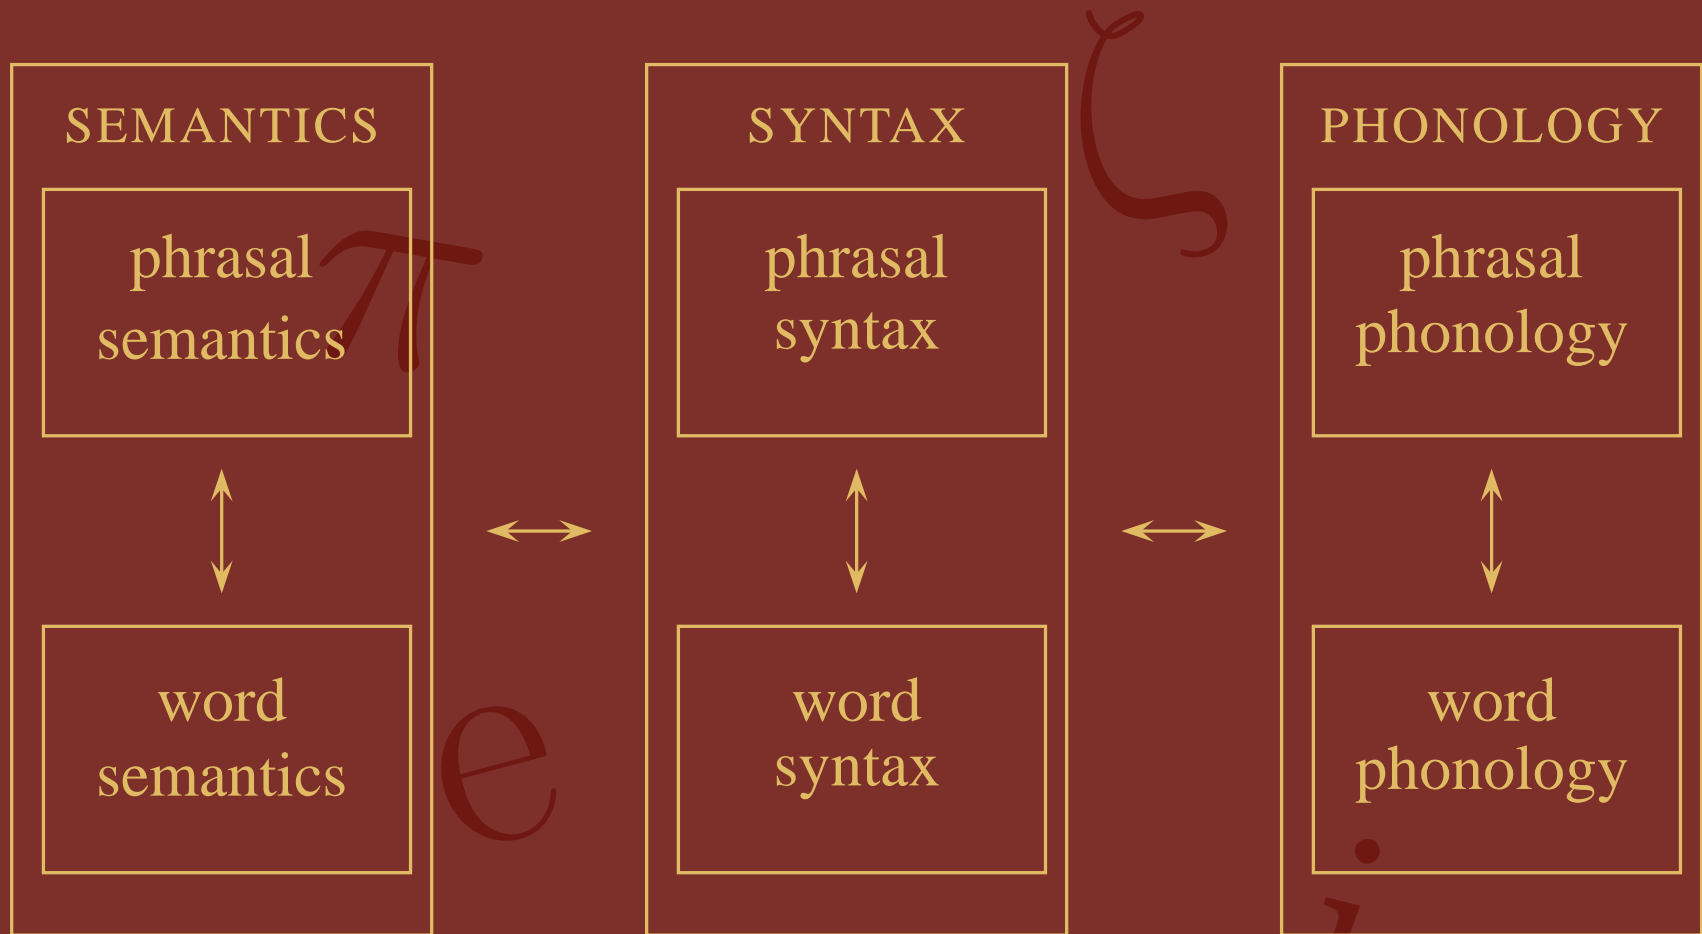 SEMANTICS
phrasal
semantics
word
semantics
SYNTAX
phrasal
syntax
word
syntax
PHONOLOGY
phrasal
phonology
word
phonology
π
ζ
e
i